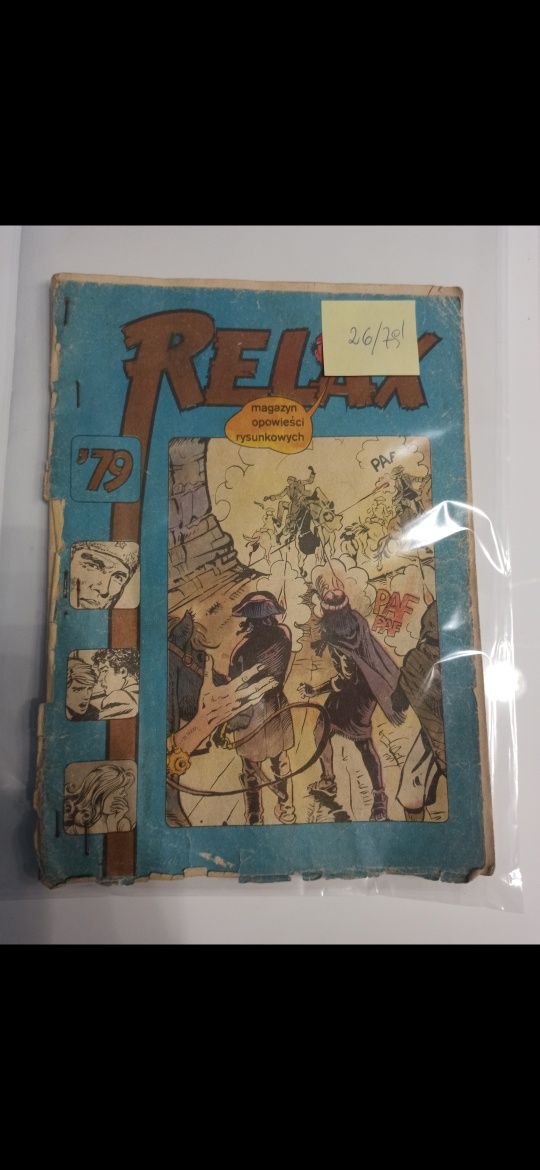 RELAX
26/79
magazyn
opowieści
rysunkowych
'79
PAF
PAF
PAF